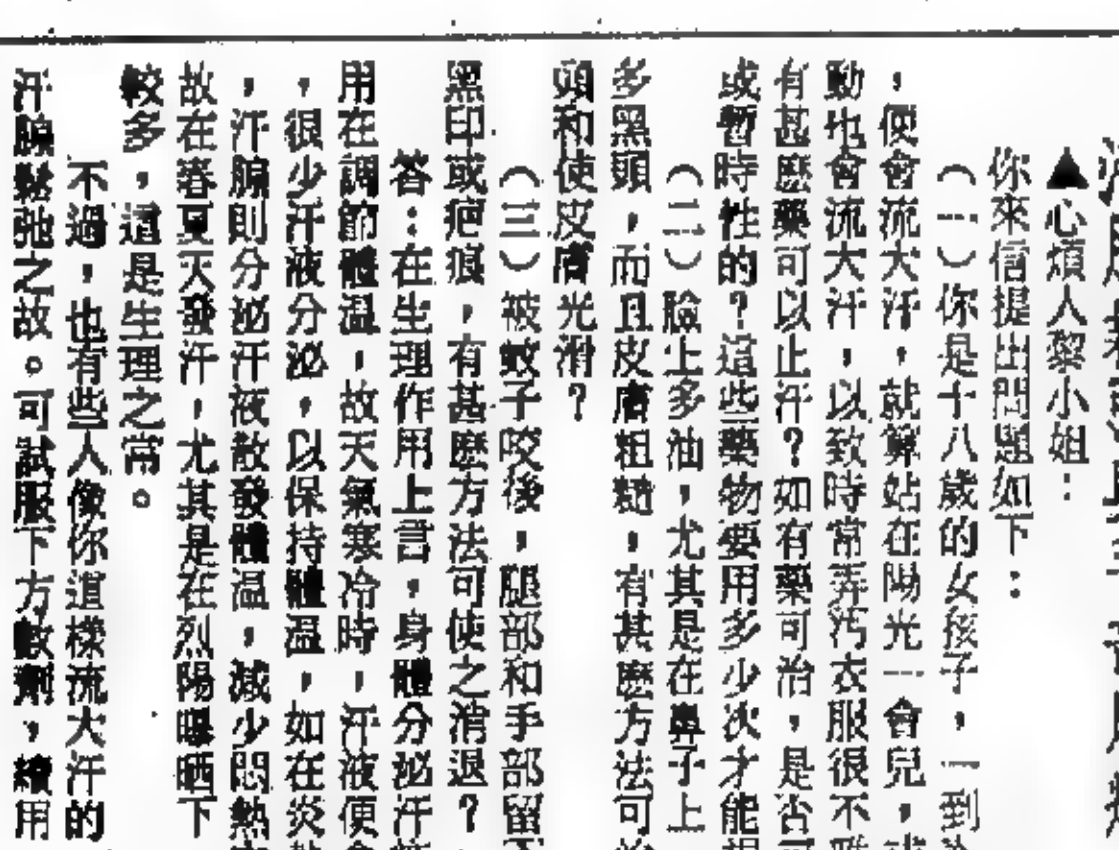 ▲心煩人黎小姐：
你來信提出問題如下：
（一）你是十八歲的女孩子，一到
，便會流大汗，就算站在陽光一會兒，
動也會流大汗，以致時常弄污衣服很不
有甚麽藥可以止汗？如有藥可治，是否
或暫時性的？這些藥物要用多少次才能
（二）臉上多油，尤其是在鼻子上
多黑頭，而且皮膚粗糙，有甚麽方法可
頭和使皮膚光滑？
（三）被蚊子咬後，腿部和手部留
黑印或疤痕，有甚麽方法可使之消退？
答：在生理作用上言，身體分泌汗
用在調節體溫，故天氣寒冷時，汗液便
，很少汗液分泌，以保持體溫，如在炎
，汗腺則分泌汗液散發體溫，減少悶熱
故在春夏天發汗，尤其是在烈陽曝晒下
較多，這是生理之常。
不過，也有些人像你這樣流大汗的
汗腺鬆弛之故。可試服下方數劑，續用